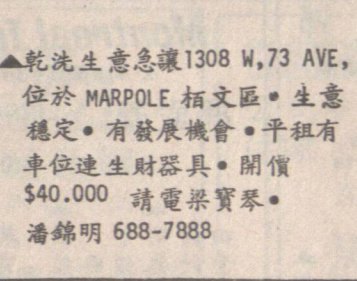 ▲乾洗生意急讓1308 W,73 AVE,
位於 MARPOLE 栢文區•生意
穩定•有發展機會•平租有
車位連生財器具•開價
$40.000 請電梁寶琴•
潘錦明 688-7888